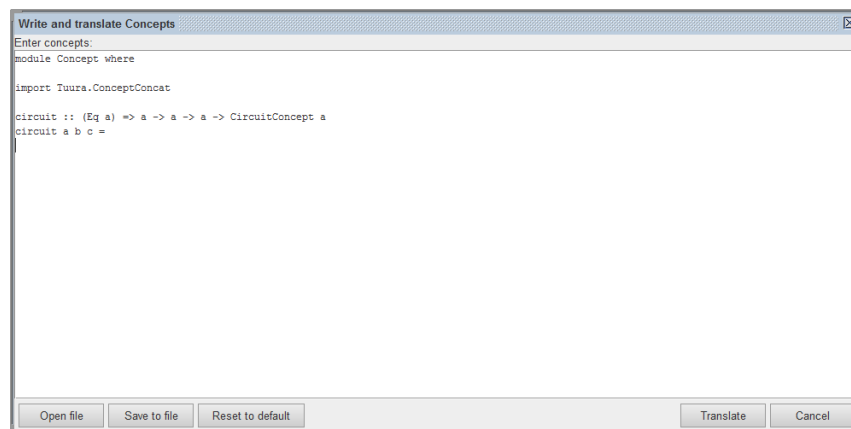 Write and translate Concepts
Enter concepts:
module Concept where
import Tuura.ConceptConcat
circuit :: (Eq a) => a -> a -> a -> CircuitConcept a
circuit a b c =
Open file Save to file Reset to default Translate Cancel